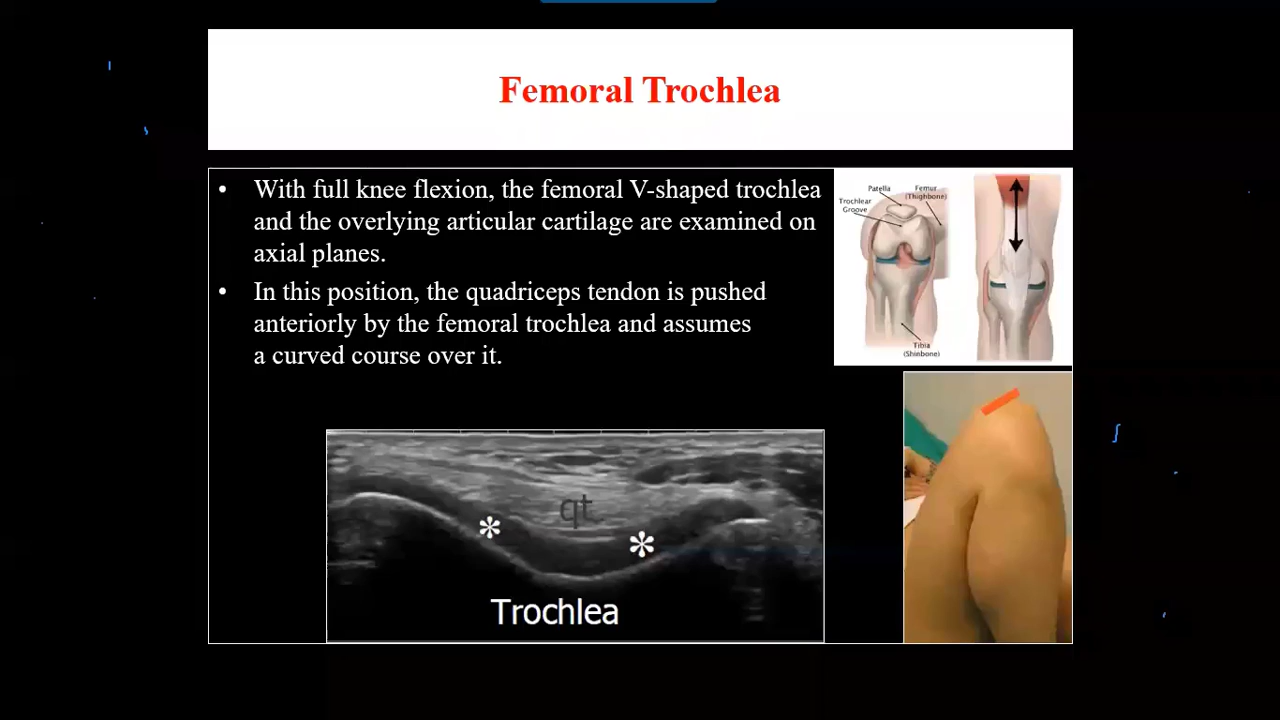 Femoral Trochlea
• With full knee flexion, the femoral V-shaped trochlea
and the overlying articular cartilage are examined on
axial planes.
• In this position, the quadriceps tendon is pushed
anteriorly by the femoral trochlea and assumes
a curved course over it.
Patella
Femur
(Thighbone)
Trochlear
Groove
Tibia
(Shinbone)
qt
*
*
Trochlea